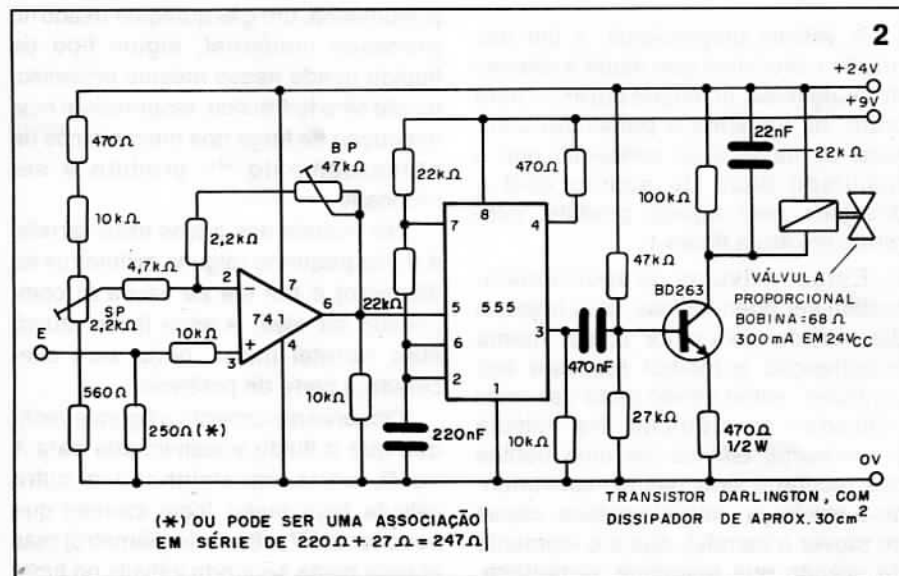 2
+24V
+9V
470Ω
10kΩ
SP
2,2kΩ
E
560Ω
250Ω(*)
4,7kΩ
2,2kΩ
10kΩ
BP
47kΩ
2
3
741
7
6
4
10kΩ
22kΩ
22kΩ
220nF
7
5
6
2
8
4
555
3
1
470Ω
10kΩ
470nF
47kΩ
27kΩ
100kΩ
BD263
470Ω
1/2W
22nF
22kΩ
VÁLVULA
PROPORCIONAL
BOBINA = 68Ω
300mA EM 24VCC
0V
TRANSISTOR DARLINGTON, COM
DISSIPADOR DE APROX. 30cm²
(*) OU PODE SER UMA ASSOCIAÇÃO
EM SÉRIE DE 220Ω + 27Ω = 247Ω